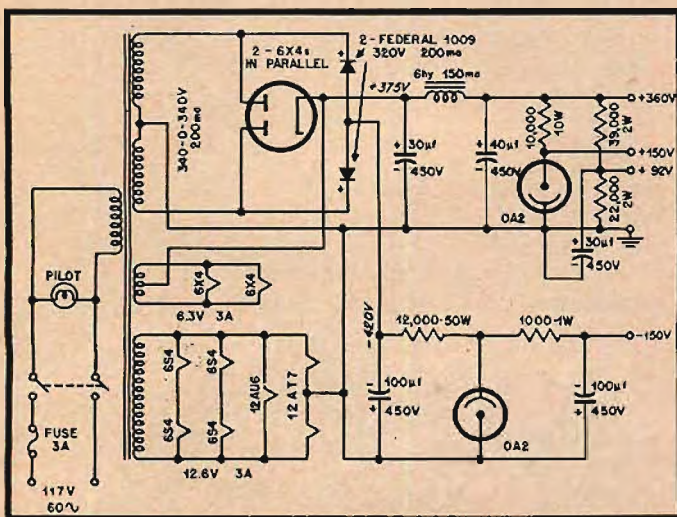 2 - 6X4s
IN PARALLEL
2 - FEDERAL 1009
320V 200ma
340-0-340V
200ma
+375V
6hy 150ma
+
30µf
-
450V
+
40µf
-
450V
10,000
10W
39,000
2W
22,000
2W
+360V
+150V
+ 92V
0A2
+
30µf
-
450V
PILOT
6X4
6X4
6.3V 3A
-420V
12,000-50W
1000-1W
-150V
6S4
6S4
6S4
6S4
12AU6
12AT7
12.6V 3A
-
100µf
+
450V
0A2
-
100µf
+
450V
FUSE
3A
117V
60~